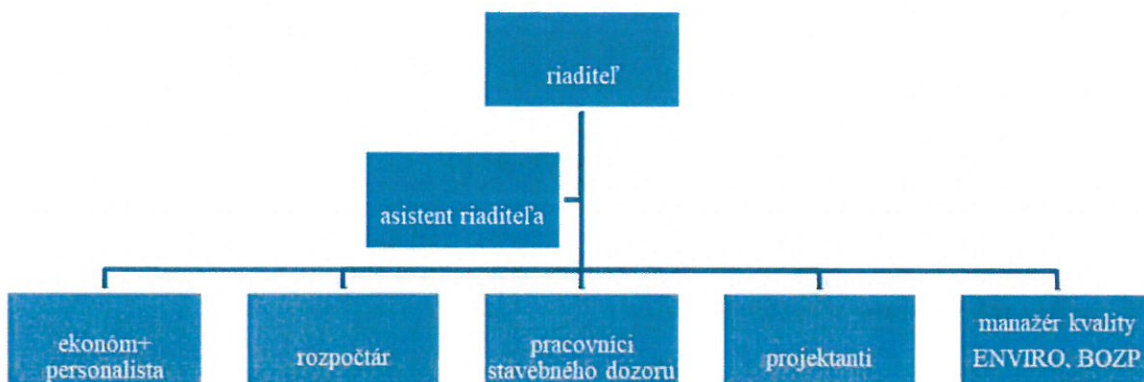 riaditeľ
asistent riaditeľa
ekonóm+
personalista
rozpočtár
pracovníci
stavebného dozoru
projektanti
manažér kvality
ENVIRO, BOZP